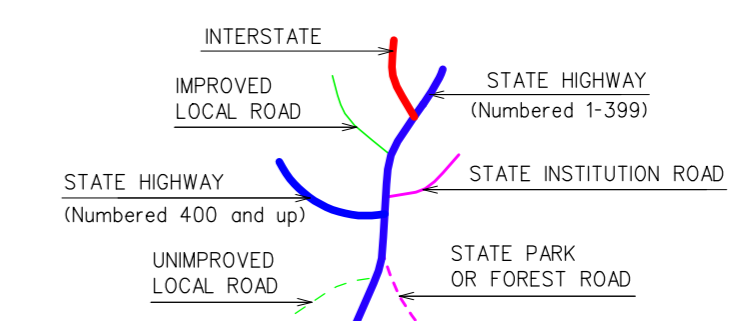 INTERSTATE
IMPROVED
LOCAL ROAD
STATE HIGHWAY
(Numbered 1-399)
STATE HIGHWAY
(Numbered 400 and up)
STATE INSTITUTION ROAD
UNIMPROVED
LOCAL ROAD
STATE PARK
OR FOREST ROAD